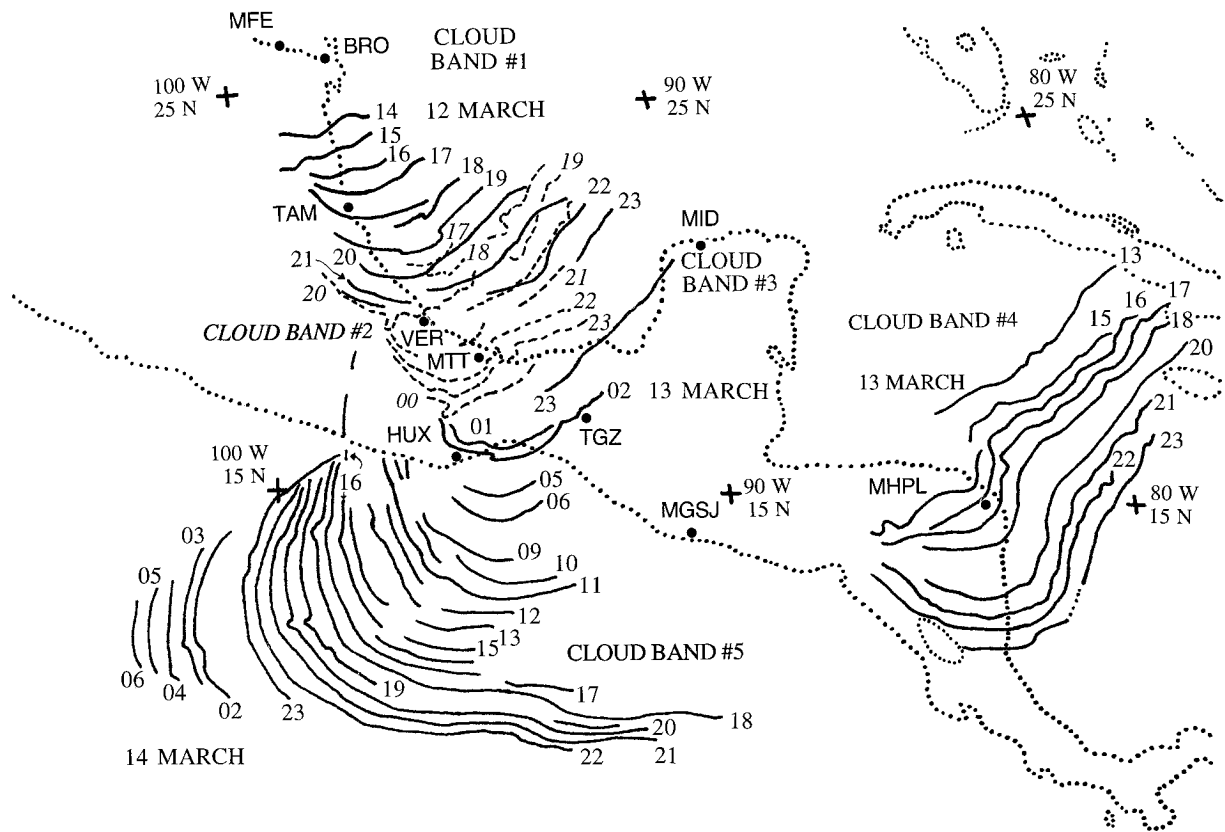 MFE
BRO
CLOUD
BAND #1
100 W
25 N
12 MARCH
90 W
25 N
80 W
25 N
14
15
16
17
18
19
19
22
23
TAM
17
18
MID
CLOUD
BAND #3
13
21
20
21
20
22
CLOUD BAND #2
VER
23
MTT
CLOUD BAND #4
15
16
17
18
20
13 MARCH
00
23
02
13 MARCH
21
01
HUX
TGZ
23
22
100 W
15 N
16
05
06
MGSJ
90 W
15 N
MHPL
80 W
15 N
03
09
10
11
05
12
13
15
CLOUD BAND #5
06
04
02
23
19
17
18
20
21
22
14 MARCH